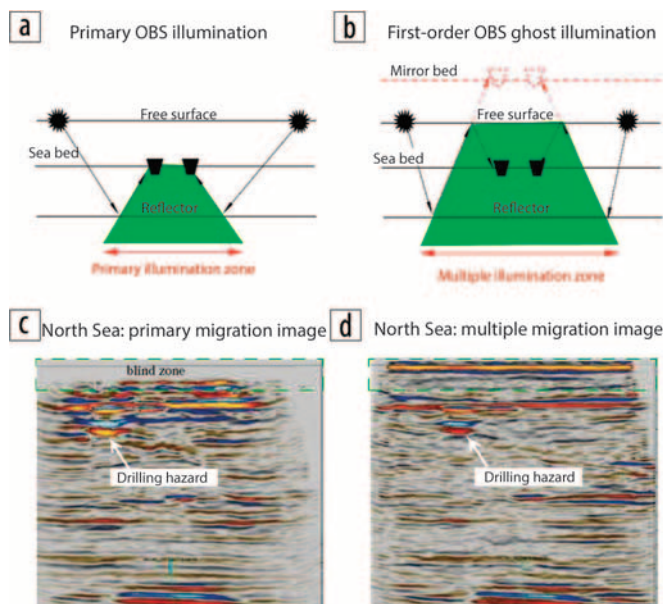 a Primary OBS illumination
b First-order OBS ghost illumination
Mirror bed
Free surface
Free surface
Sea bed
Sea bed
Reflector
Reflector
Primary illumination zone
Multiple illumination zone
c North Sea: primary migration image
d North Sea: multiple migration image
blind zone
Drilling hazard
Drilling hazard